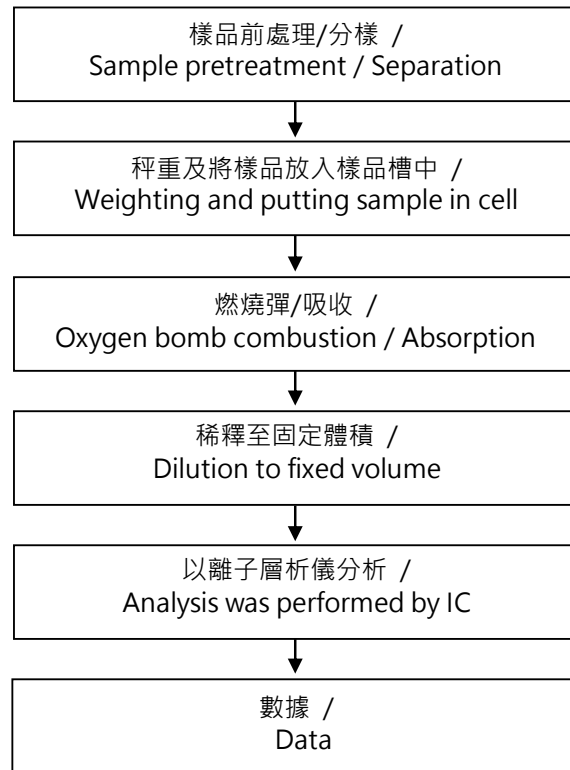 樣品前處理/分樣 /
Sample pretreatment / Separation
秤重及將樣品放入樣品槽中 /
Weighting and putting sample in cell
燃燒彈/吸收 /
Oxygen bomb combustion / Absorption
稀釋至固定體積 /
Dilution to fixed volume
以離子層析儀分析 /
Analysis was performed by IC
數據 /
Data